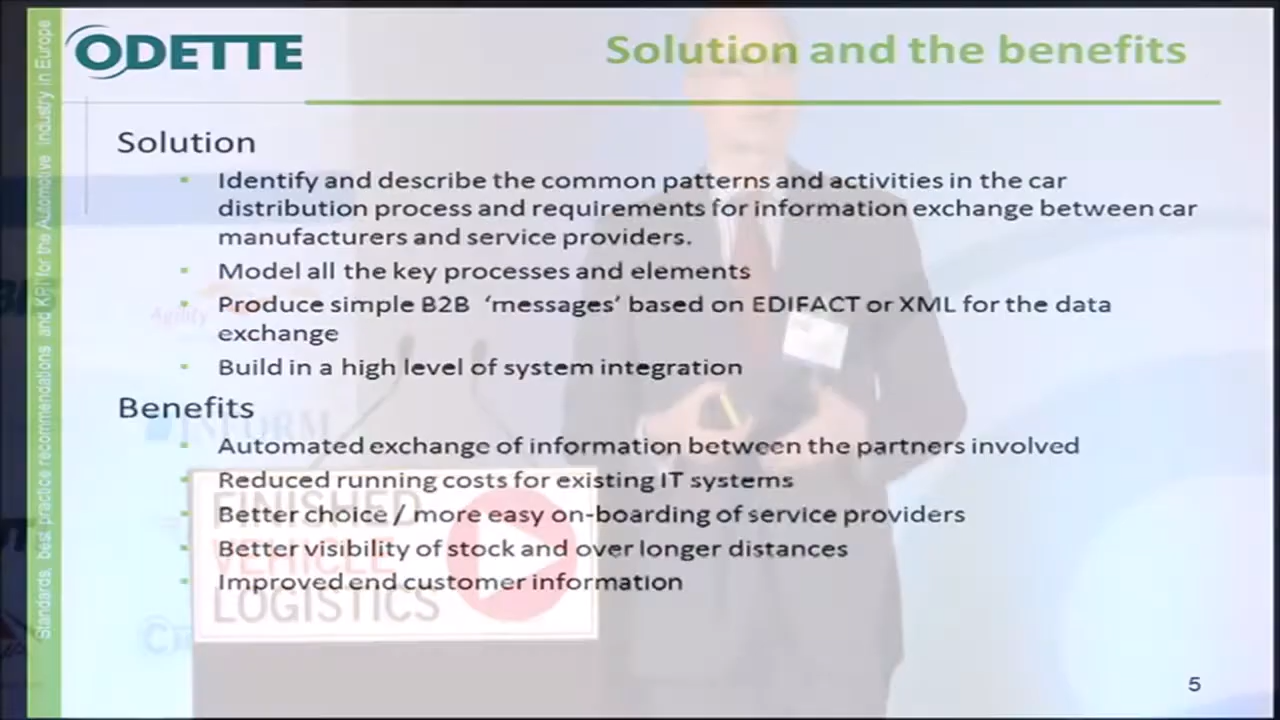 ODETTE
Solution and the benefits
Standards, best practice recommendations and KPI for the Automotive Industry in Europe
Solution
Identify and describe the common patterns and activities in the car
distribution process and requirements for information exchange between car
manufacturers and service providers.
Model all the key processes and elements
Produce simple B2B 'messages' based on EDIFACT or XML for the data
exchange
Agility
Build in a high level of system integration
Benefits
INFORM
Automated exchange of information between the partners involved
Reduced running costs for existing IT systems
Better choice / more easy on-boarding of service providers
Better visibility of stock and over longer distances
Improved end customer information
FINISHED
VEHICLE
LOGISTICS
5